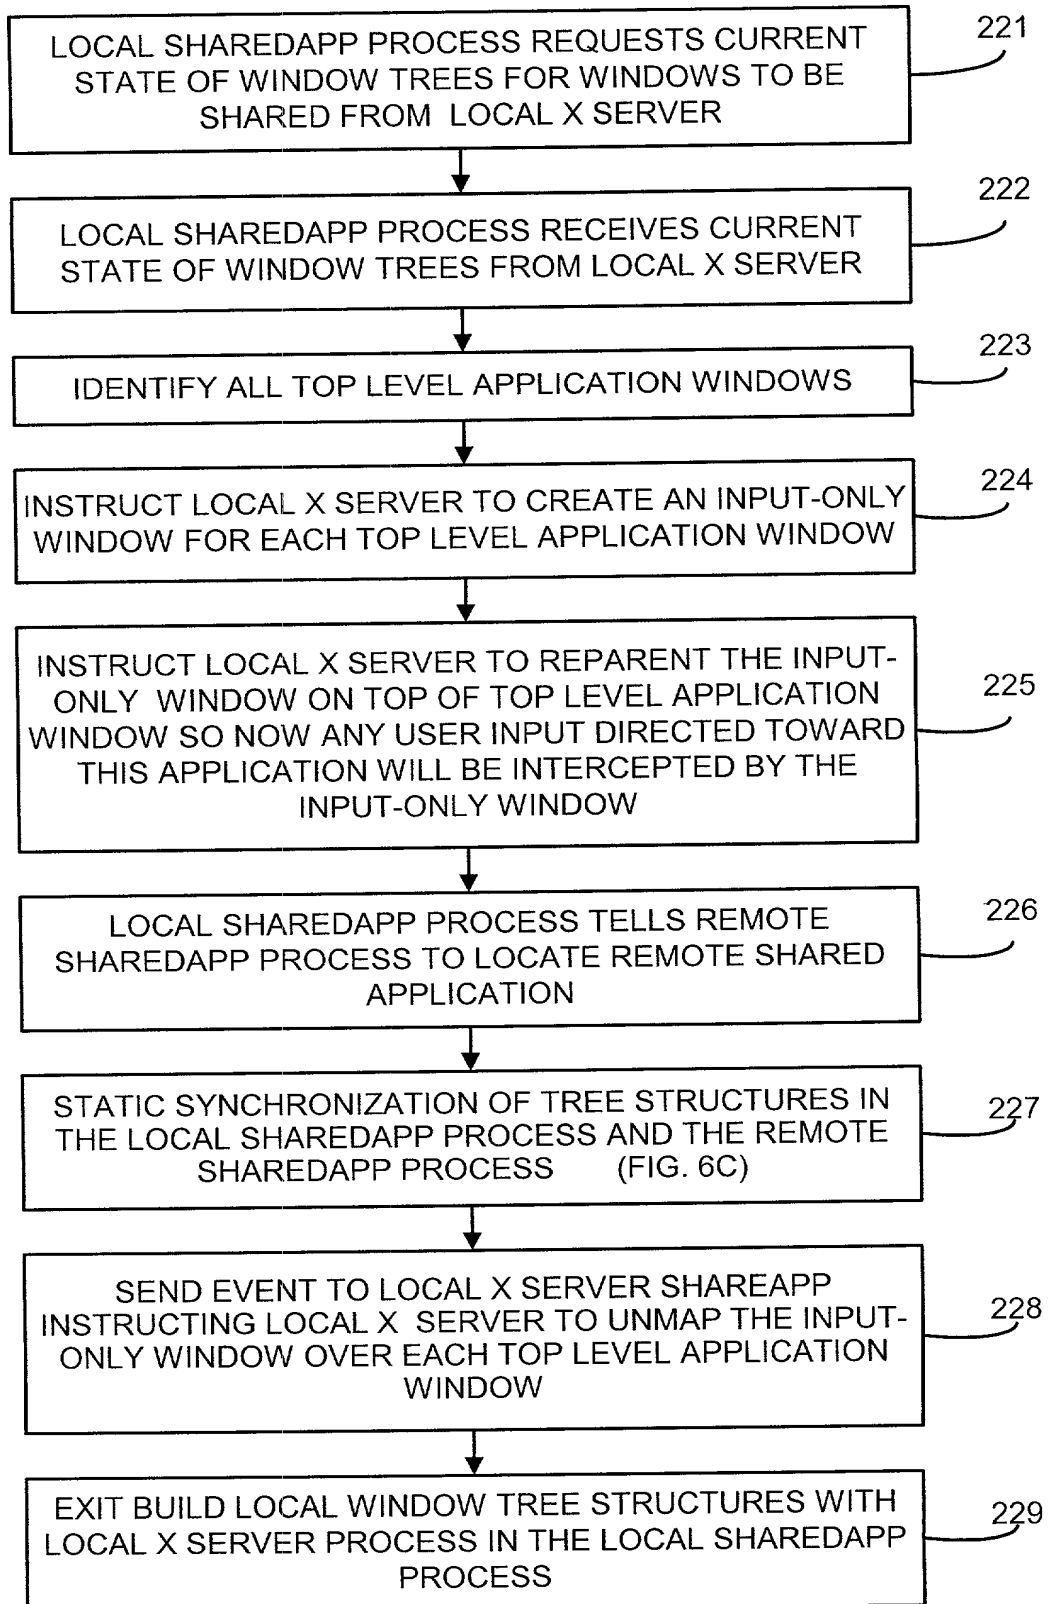 LOCAL SHAREDAPP PROCESS REQUESTS CURRENT
STATE OF WINDOW TREES FOR WINDOWS TO BE
SHARED FROM LOCAL X SERVER
221
LOCAL SHAREDAPP PROCESS RECEIVES CURRENT
STATE OF WINDOW TREES FROM LOCAL X SERVER
222
IDENTIFY ALL TOP LEVEL APPLICATION WINDOWS
223
INSTRUCT LOCAL X SERVER TO CREATE AN INPUT-ONLY
WINDOW FOR EACH TOP LEVEL APPLICATION WINDOW
224
INSTRUCT LOCAL X SERVER TO REPARENT THE INPUT-
ONLY WINDOW ON TOP OF TOP LEVEL APPLICATION
WINDOW SO NOW ANY USER INPUT DIRECTED TOWARD
THIS APPLICATION WILL BE INTERCEPTED BY THE
INPUT-ONLY WINDOW
225
LOCAL SHAREDAPP PROCESS TELLS REMOTE
SHAREDAPP PROCESS TO LOCATE REMOTE SHARED
APPLICATION
226
STATIC SYNCHRONIZATION OF TREE STRUCTURES IN
THE LOCAL SHAREDAPP PROCESS AND THE REMOTE
SHAREDAPP PROCESS (FIG. 6C)
227
SEND EVENT TO LOCAL X SERVER SHAREAPP
INSTRUCTING LOCAL X SERVER TO UNMAP THE INPUT-
ONLY WINDOW OVER EACH TOP LEVEL APPLICATION
WINDOW
228
EXIT BUILD LOCAL WINDOW TREE STRUCTURES WITH
LOCAL X SERVER PROCESS IN THE LOCAL SHAREDAPP
PROCESS
229